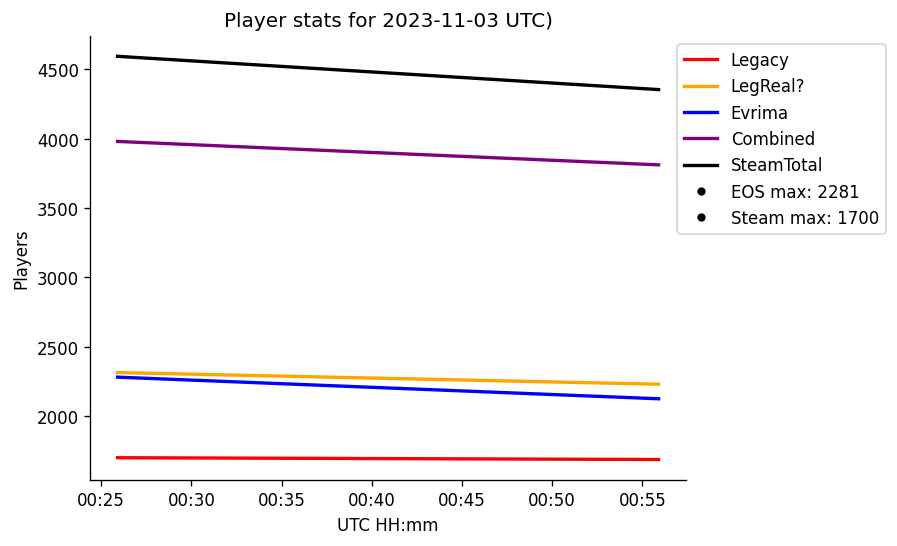 Player stats for 2023-11-03 UTC)
Legacy
LegReal?
Evrima
Combined
SteamTotal
EOS max: 2281
Steam max: 1700
Players
4500
4000
3500
3000
2500
2000
00:25 00:30 00:35 00:40 00:45 00:50 00:55
UTC HH:mm